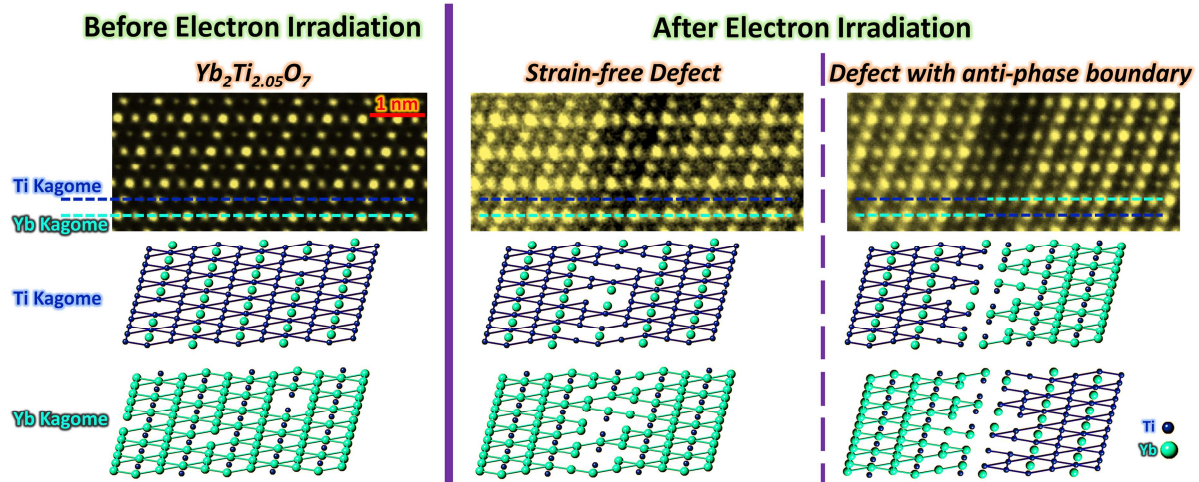 Before Electron Irradiation
After Electron Irradiation
Yb₂Ti₂.₀₅O₇
Strain-free Defect
Defect with anti-phase boundary
1 nm
Ti Kagome
Yb Kagome
Ti Kagome
Yb Kagome
Ti
Yb